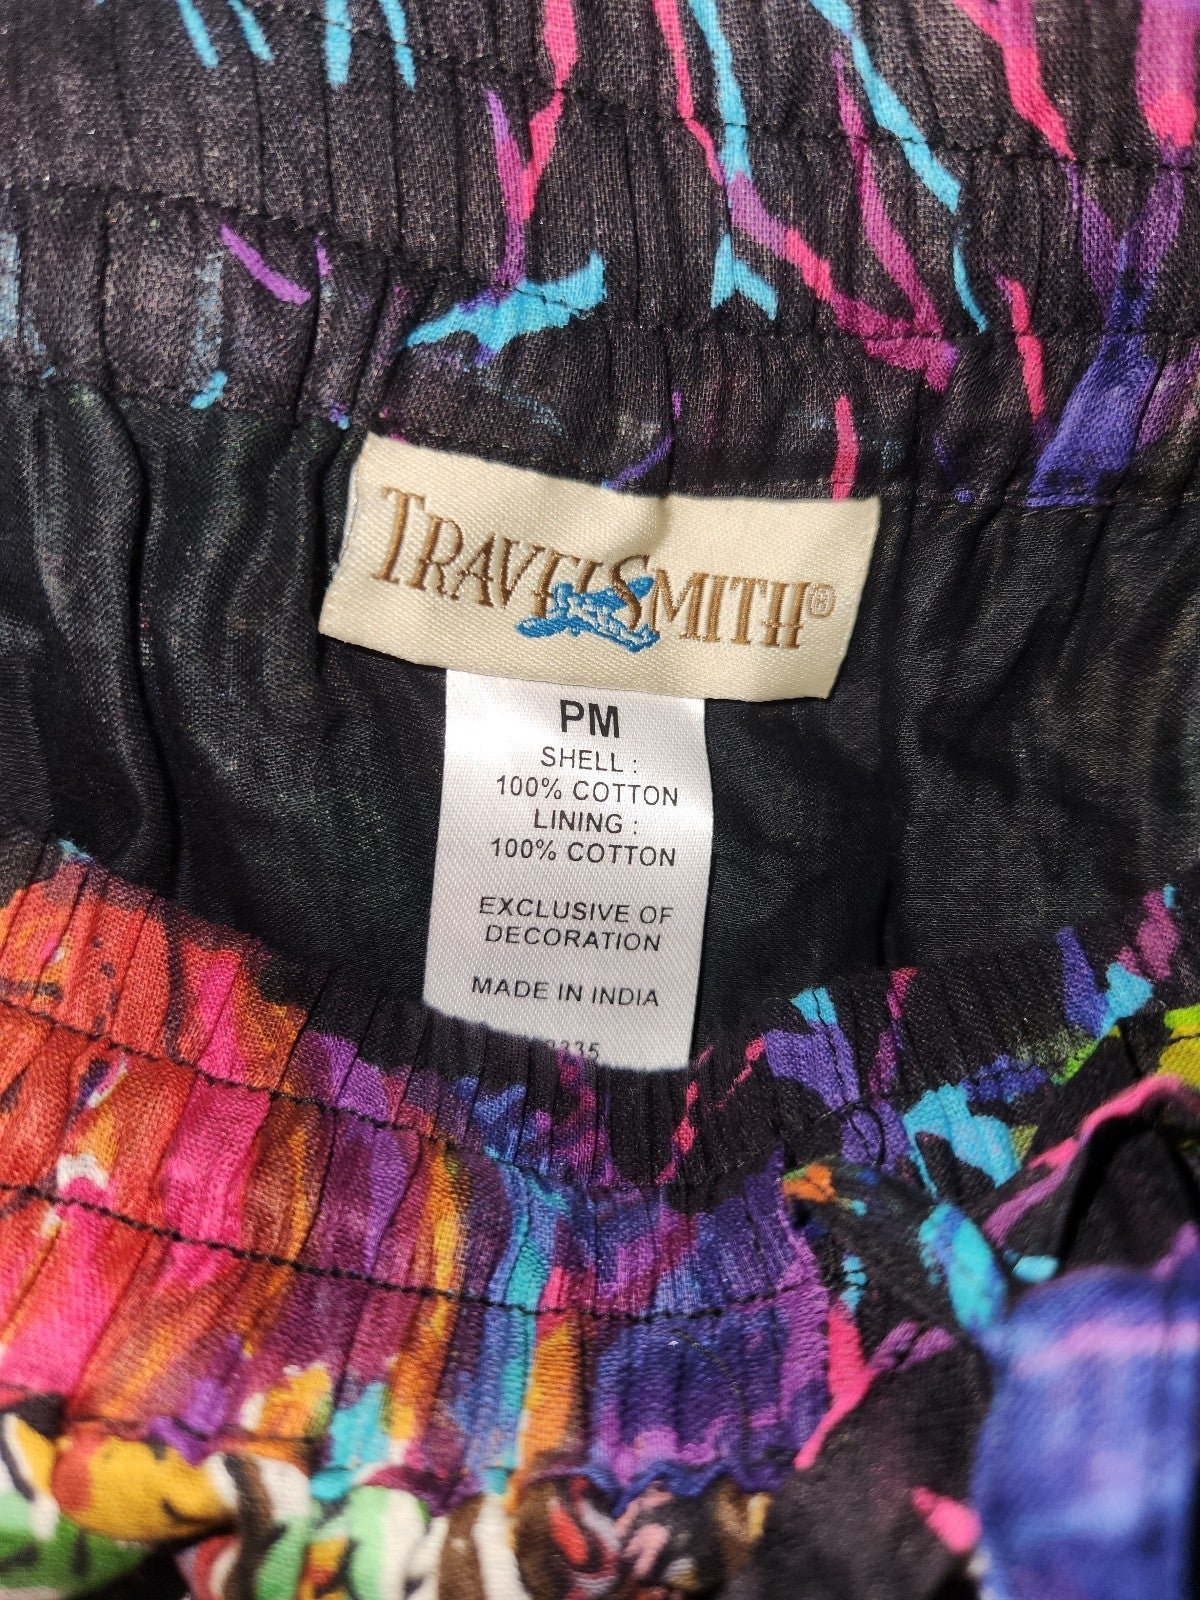 TRAVELSMITH®
PM
SHELL :
100% COTTON
LINING :
100% COTTON
EXCLUSIVE OF
DECORATION
MADE IN INDIA